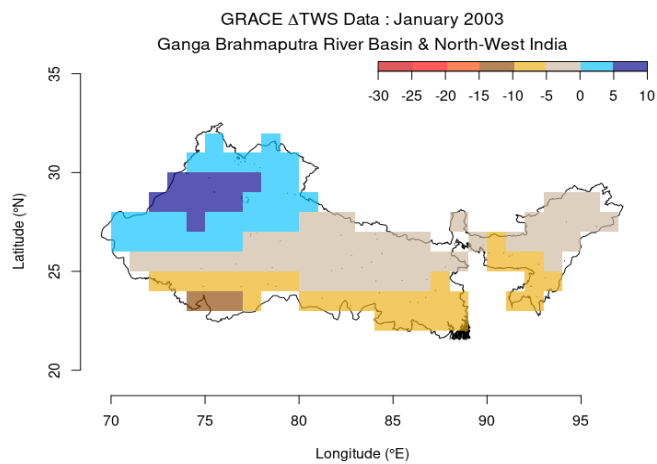 GRACE ΔTWS Data : January 2003
Ganga Brahmaputra River Basin & North-West India
-30 -25 -20 -15 -10 -5 0 5 10
35
30
25
20
Latitude (°N)
70 75 80 85 90 95
Longitude (°E)